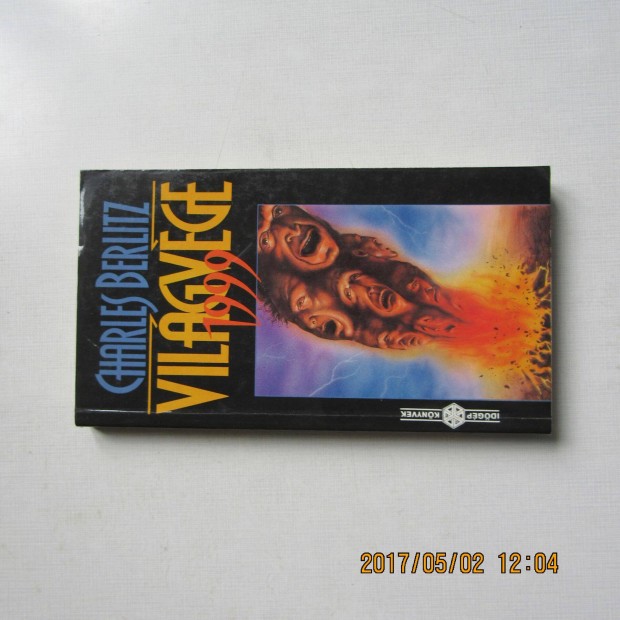 CHARLES BERLITZ
VILÁGVÉGE
1999
IDŐGÉP
KÖNYVEK
2017/05/02 12:04